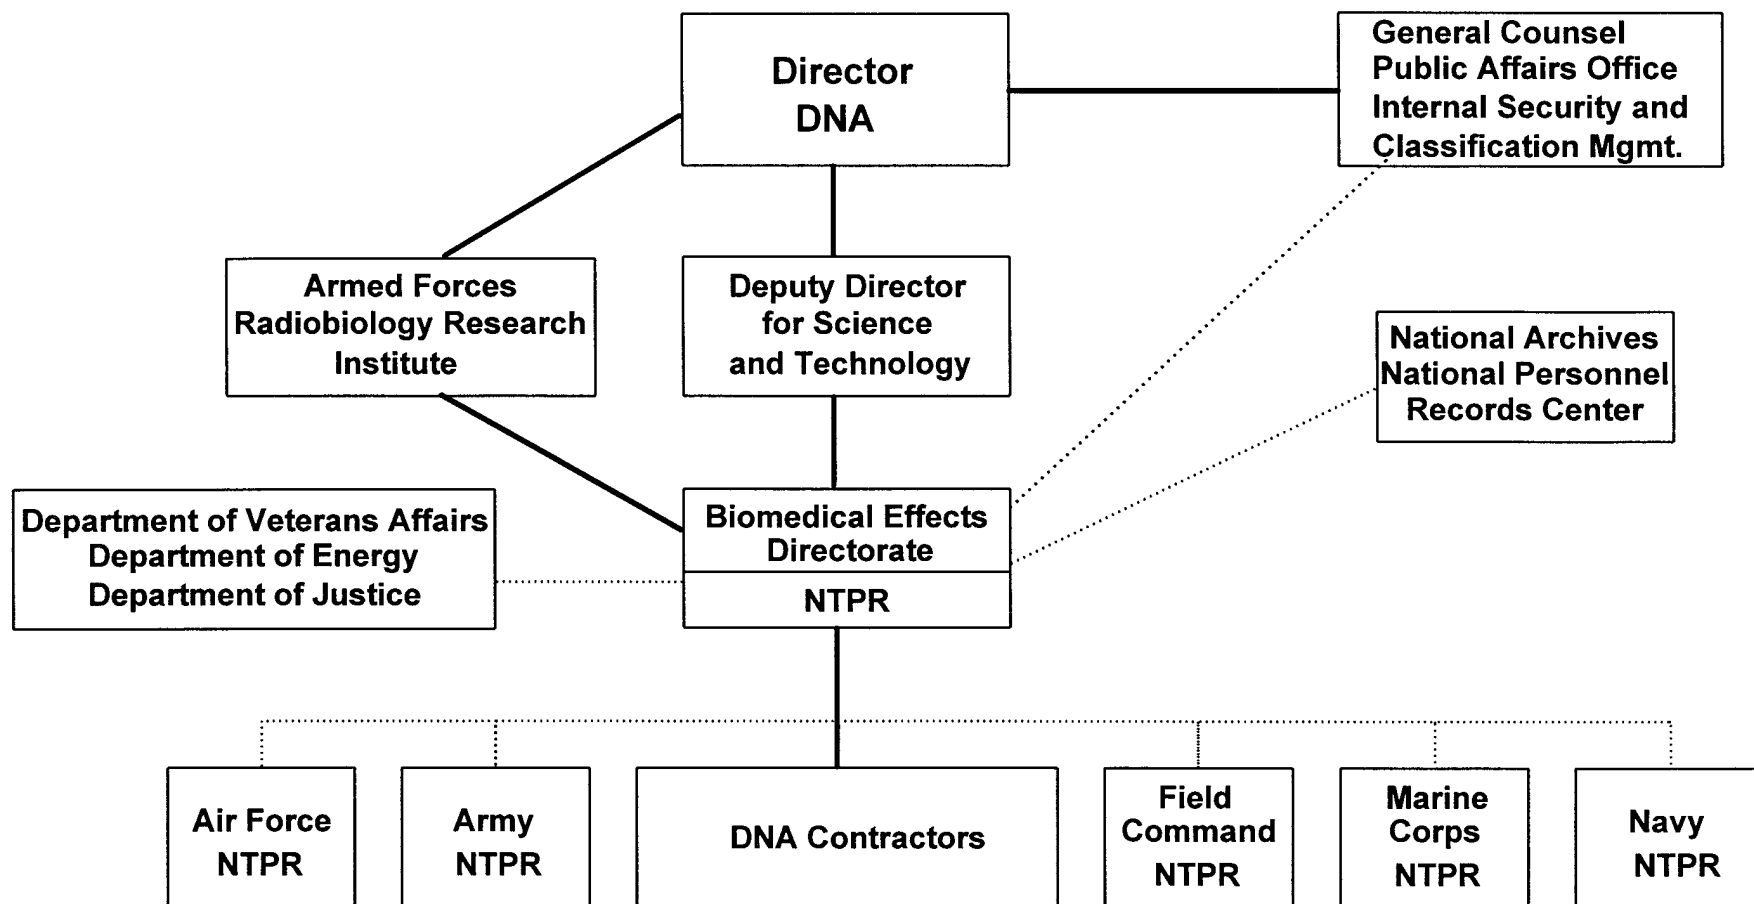 Director
DNA
General Counsel
Public Affairs Office
Internal Security and
Classification Mgmt.
Armed Forces
Radiobiology Research
Institute
Deputy Director
for Science
and Technology
National Archives
National Personnel
Records Center
Department of Veterans Affairs
Department of Energy
Department of Justice
Biomedical Effects
Directorate
NTPR
Air Force
NTPR
Army
NTPR
DNA Contractors
Field
Command
NTPR
Marine
Corps
NTPR
Navy
NTPR